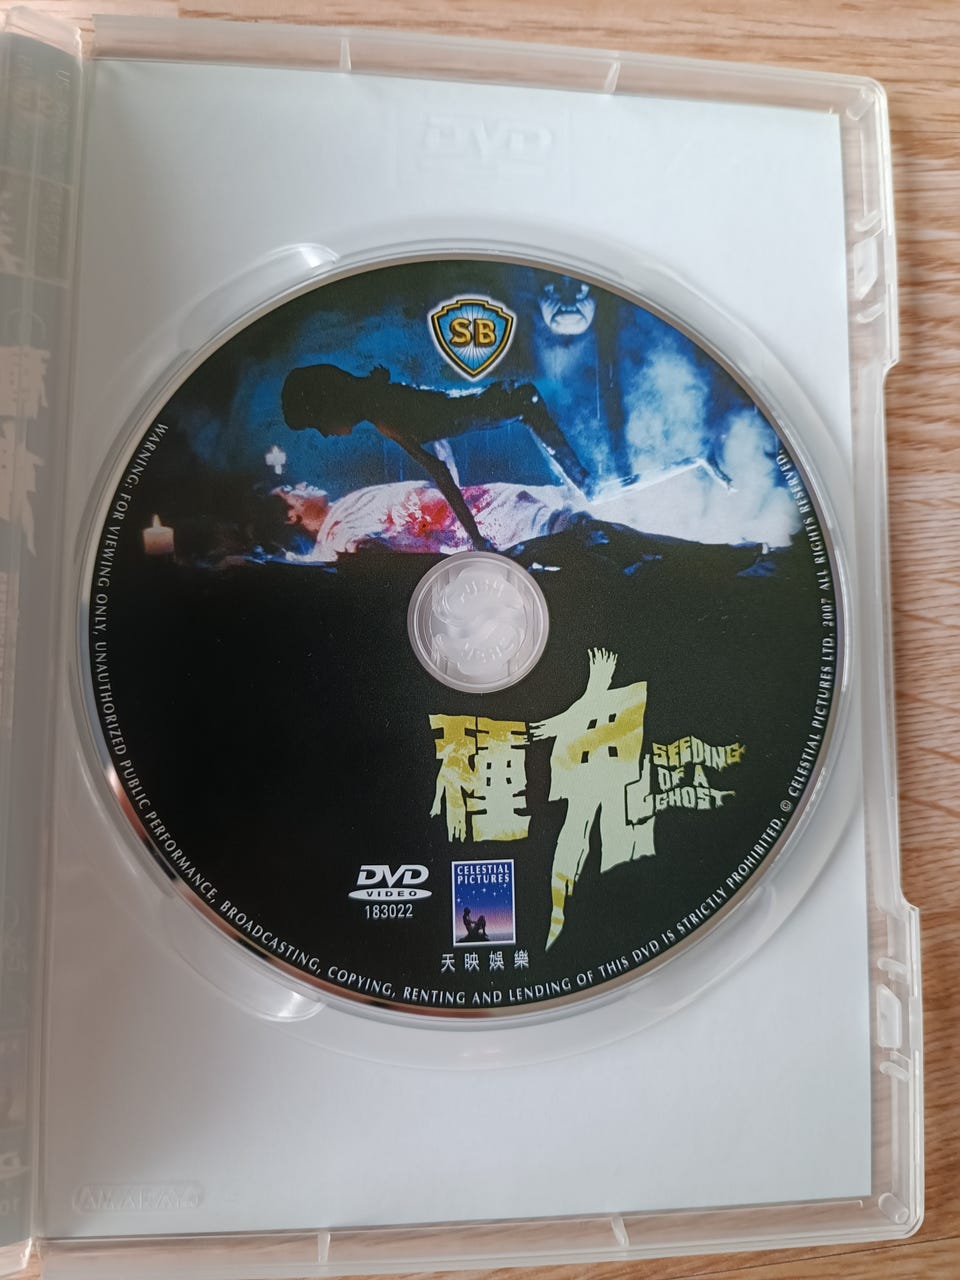 DVD
SB
種鬼
SEEDING
OF A
GHOST
DVD
VIDEO
183022
CELESTIAL
PICTURES
天映娛樂
WARNING: FOR VIEWING ONLY, UNAUTHORIZED PUBLIC PERFORMANCE, BROADCASTING, COPYING, RENTING AND LENDING OF THIS DVD IS STRICTLY PROHIBITED. © CELESTIAL PICTURES LTD. 2007 ALL RIGHTS RESERVED.
AMARAY